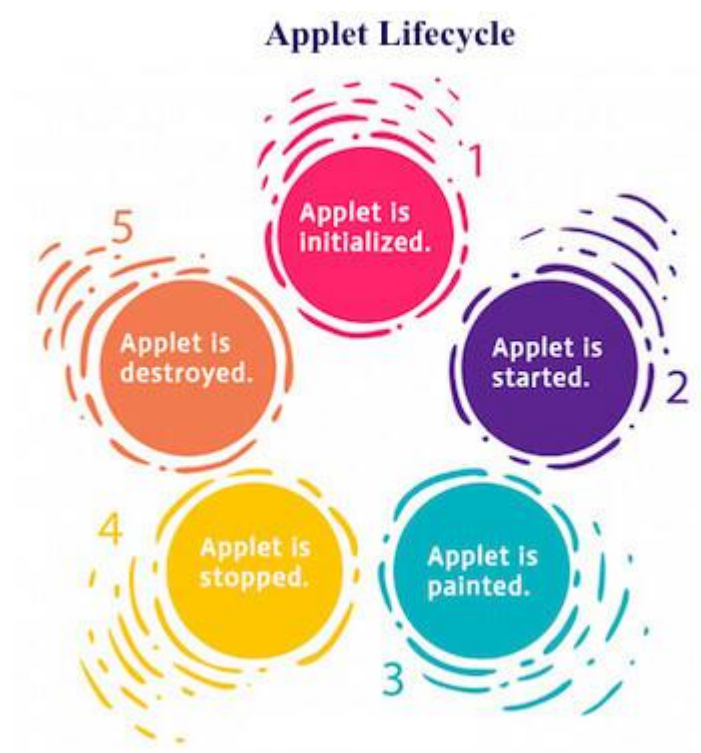 Applet Lifecycle
1
Applet is
initialized.
2
Applet is
started.
3
Applet is
painted.
4
Applet is
stopped.
5
Applet is
destroyed.